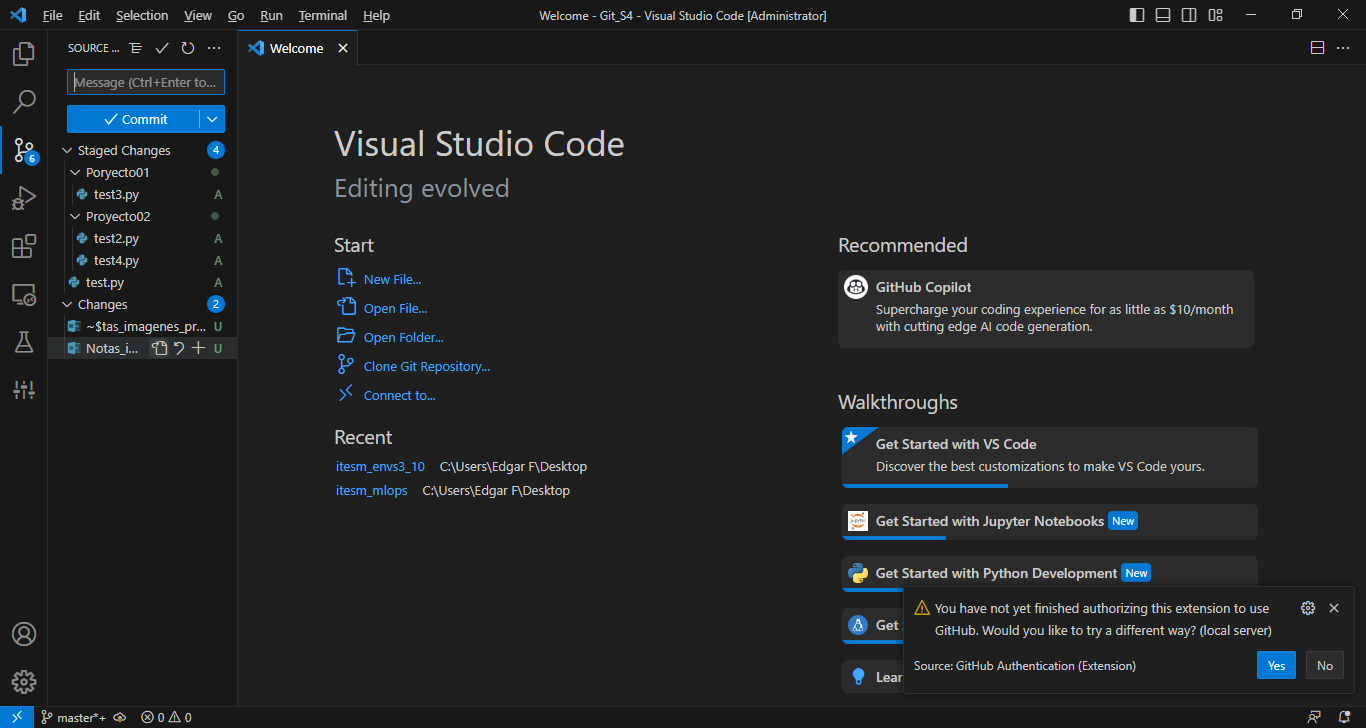 File Edit Selection View Go Run Terminal Help
Welcome - Git_S4 - Visual Studio Code [Administrator]
SOURCE ...
Welcome
Message (Ctrl+Enter to...
Commit
Staged Changes 4
Poryecto01
test3.py A
Proyecto02
test2.py A
test4.py A
test.py A
Changes 2
~$tas_imagenes_pr... U
Notas_i... U
6
Visual Studio Code
Editing evolved
Start
New File...
Open File...
Open Folder...
Clone Git Repository...
Connect to...
Recent
itesm_envs3_10 C:\Users\Edgar F\Desktop
itesm_mlops C:\Users\Edgar F\Desktop
Recommended
GitHub Copilot
Supercharge your coding experience for as little as $10/month
with cutting edge AI code generation.
Walkthroughs
Get Started with VS Code
Discover the best customizations to make VS Code yours.
Get Started with Jupyter Notebooks New
Get Started with Python Development New
Get
Lear
You have not yet finished authorizing this extension to use
GitHub. Would you like to try a different way? (local server)
Source: GitHub Authentication (Extension)
Yes No
master*+ 0 0